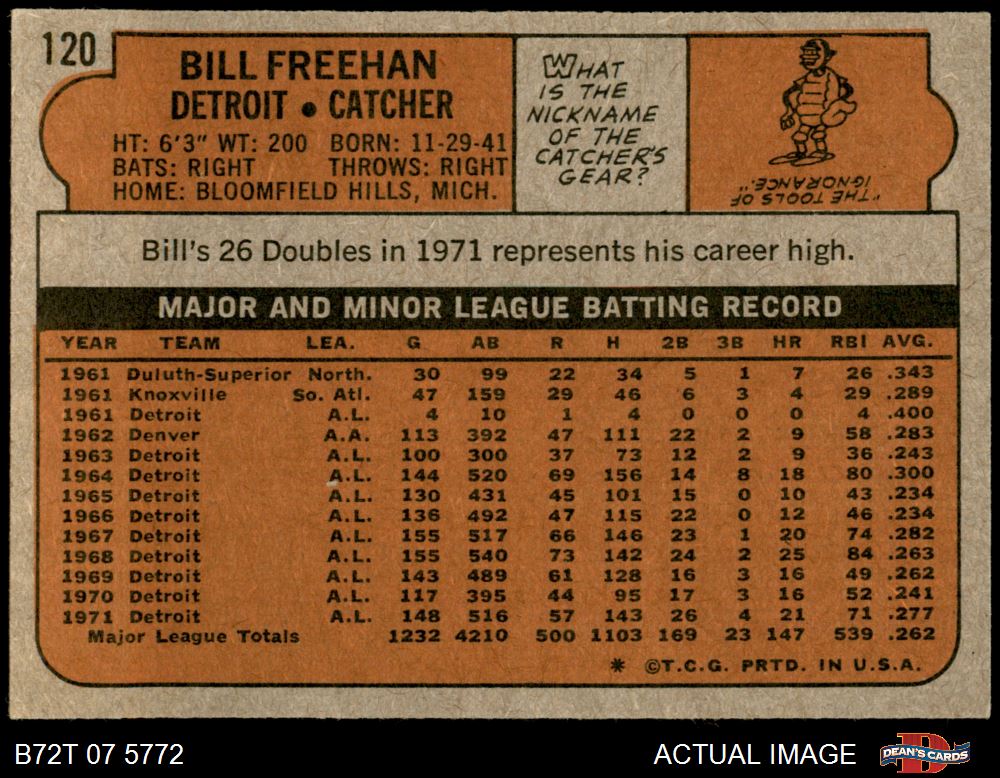 120
BILL FREEHAN
DETROIT • CATCHER
HT: 6'3" WT: 200 BORN: 11-29-41
BATS: RIGHT THROWS: RIGHT
HOME: BLOOMFIELD HILLS, MICH.
WHAT
IS THE
NICKNAME
OF THE
CATCHER'S
GEAR?
"THE TOOLS OF
IGNORANCE."
Bill's 26 Doubles in 1971 represents his career high.
MAJOR AND MINOR LEAGUE BATTING RECORD
YEAR TEAM LEA. G AB R H 2B 3B HR RBI AVG.
1961 Duluth-Superior North. 30 99 22 34 5 1 7 26 .343
1961 Knoxville So. Atl. 47 159 29 46 6 3 4 29 .289
1961 Detroit A.L. 4 10 1 4 0 0 0 4 .400
1962 Denver A.A. 113 392 47 111 22 2 9 58 .283
1963 Detroit A.L. 100 300 37 73 12 2 9 36 .243
1964 Detroit A.L. 144 520 69 156 14 8 18 80 .300
1965 Detroit A.L. 130 431 45 101 15 0 10 43 .234
1966 Detroit A.L. 136 492 47 115 22 0 12 46 .234
1967 Detroit A.L. 155 517 66 146 23 1 20 74 .282
1968 Detroit A.L. 155 540 73 142 24 2 25 84 .263
1969 Detroit A.L. 143 489 61 128 16 3 16 49 .262
1970 Detroit A.L. 117 395 44 95 17 3 16 52 .241
1971 Detroit A.L. 148 516 57 143 26 4 21 71 .277
Major League Totals 1232 4210 500 1103 169 23 147 539 .262
* ©T.C.G. PRTD. IN U.S.A.
B72T 07 5772
ACTUAL IMAGE
DEAN'S CARDS